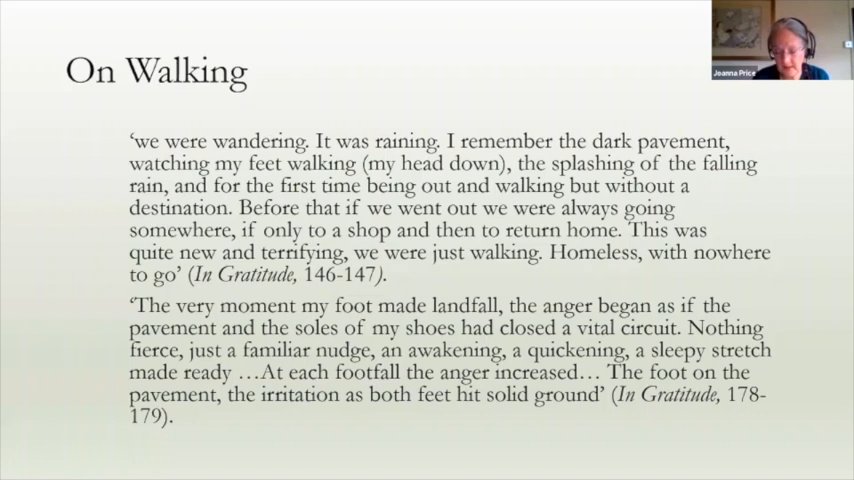 On Walking
Joanna Price
‘we were wandering. It was raining. I remember the dark pavement,
watching my feet walking (my head down), the splashing of the falling
rain, and for the first time being out and walking but without a
destination. Before that if we went out we were always going
somewhere, if only to a shop and then to return home. This was
quite new and terrifying, we were just walking. Homeless, with nowhere
to go’ (In Gratitude, 146-147).
‘The very moment my foot made landfall, the anger began as if the
pavement and the soles of my shoes had closed a vital circuit. Nothing
fierce, just a familiar nudge, an awakening, a quickening, a sleepy stretch
made ready …At each footfall the anger increased… The foot on the
pavement, the irritation as both feet hit solid ground’ (In Gratitude, 178-
179).